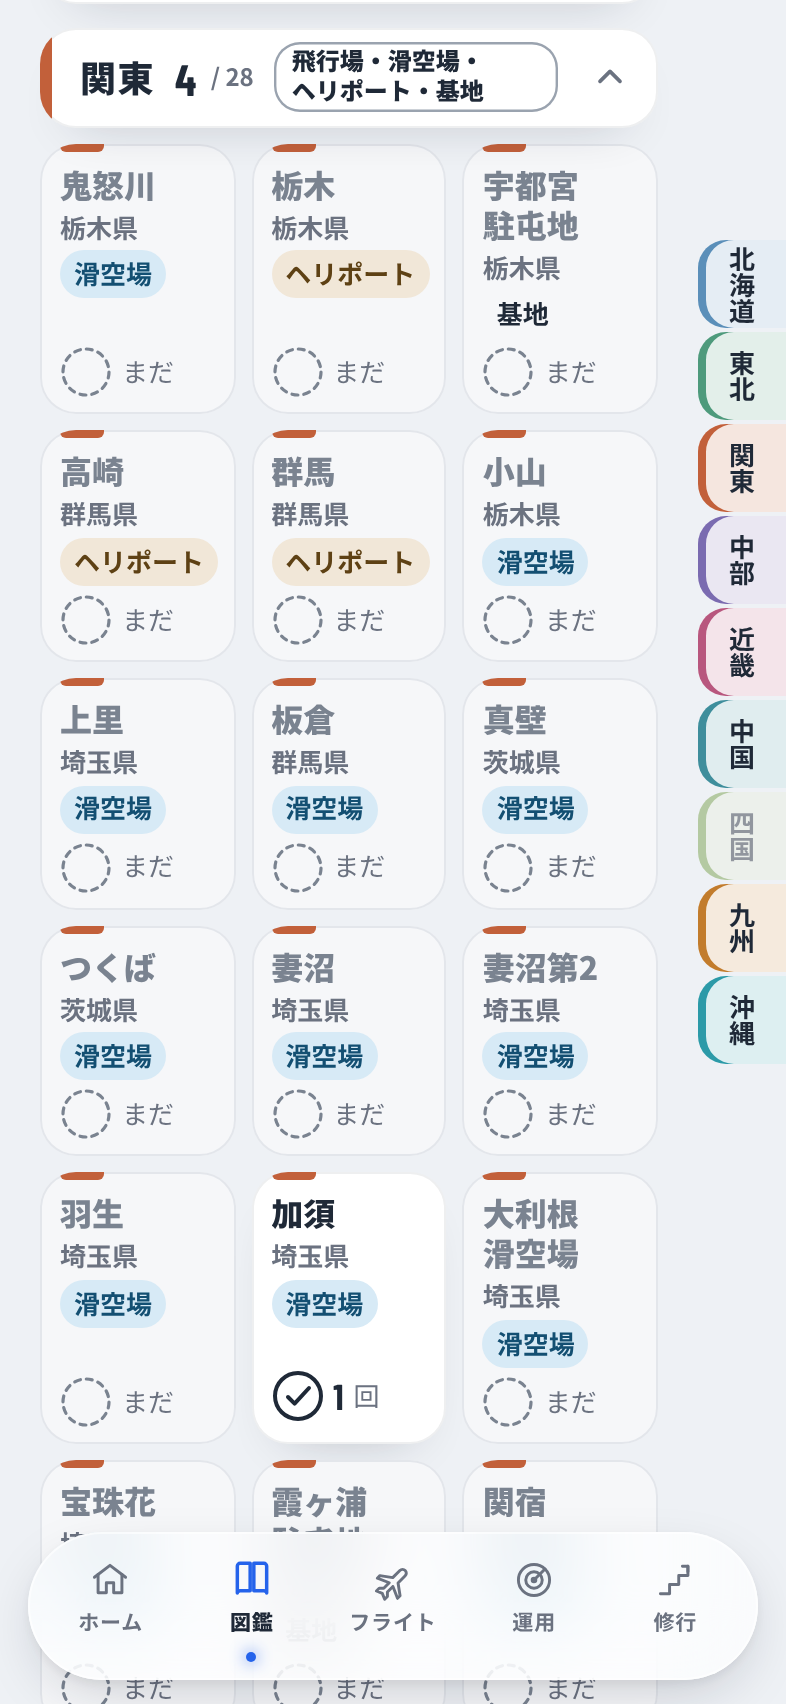 関東 4 / 28
飛行場・滑空場・
ヘリポート・基地
鬼怒川
栃木県
滑空場
まだ
栃木
栃木県
ヘリポート
まだ
宇都宮
駐屯地
栃木県
基地
まだ
高崎
群馬県
ヘリポート
まだ
群馬
群馬県
ヘリポート
まだ
小山
栃木県
滑空場
まだ
上里
埼玉県
滑空場
まだ
板倉
群馬県
滑空場
まだ
真壁
茨城県
滑空場
まだ
つくば
茨城県
滑空場
まだ
妻沼
埼玉県
滑空場
まだ
妻沼第2
埼玉県
滑空場
まだ
羽生
埼玉県
滑空場
まだ
加須
埼玉県
滑空場
1 回
大利根
滑空場
埼玉県
滑空場
まだ
宝珠花
まだ
霞ヶ浦
基地
まだ
関宿
まだ
北海道
東北
関東
中部
近畿
中国
四国
九州
沖縄
ホーム
図鑑
フライト
運用
修行